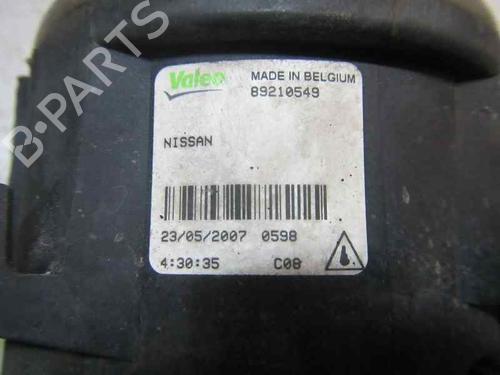 Valeo
MADE IN BELGIUM
89210549
NISSAN
23/05/2007 0598
4:30:35 C08
B-PARTS